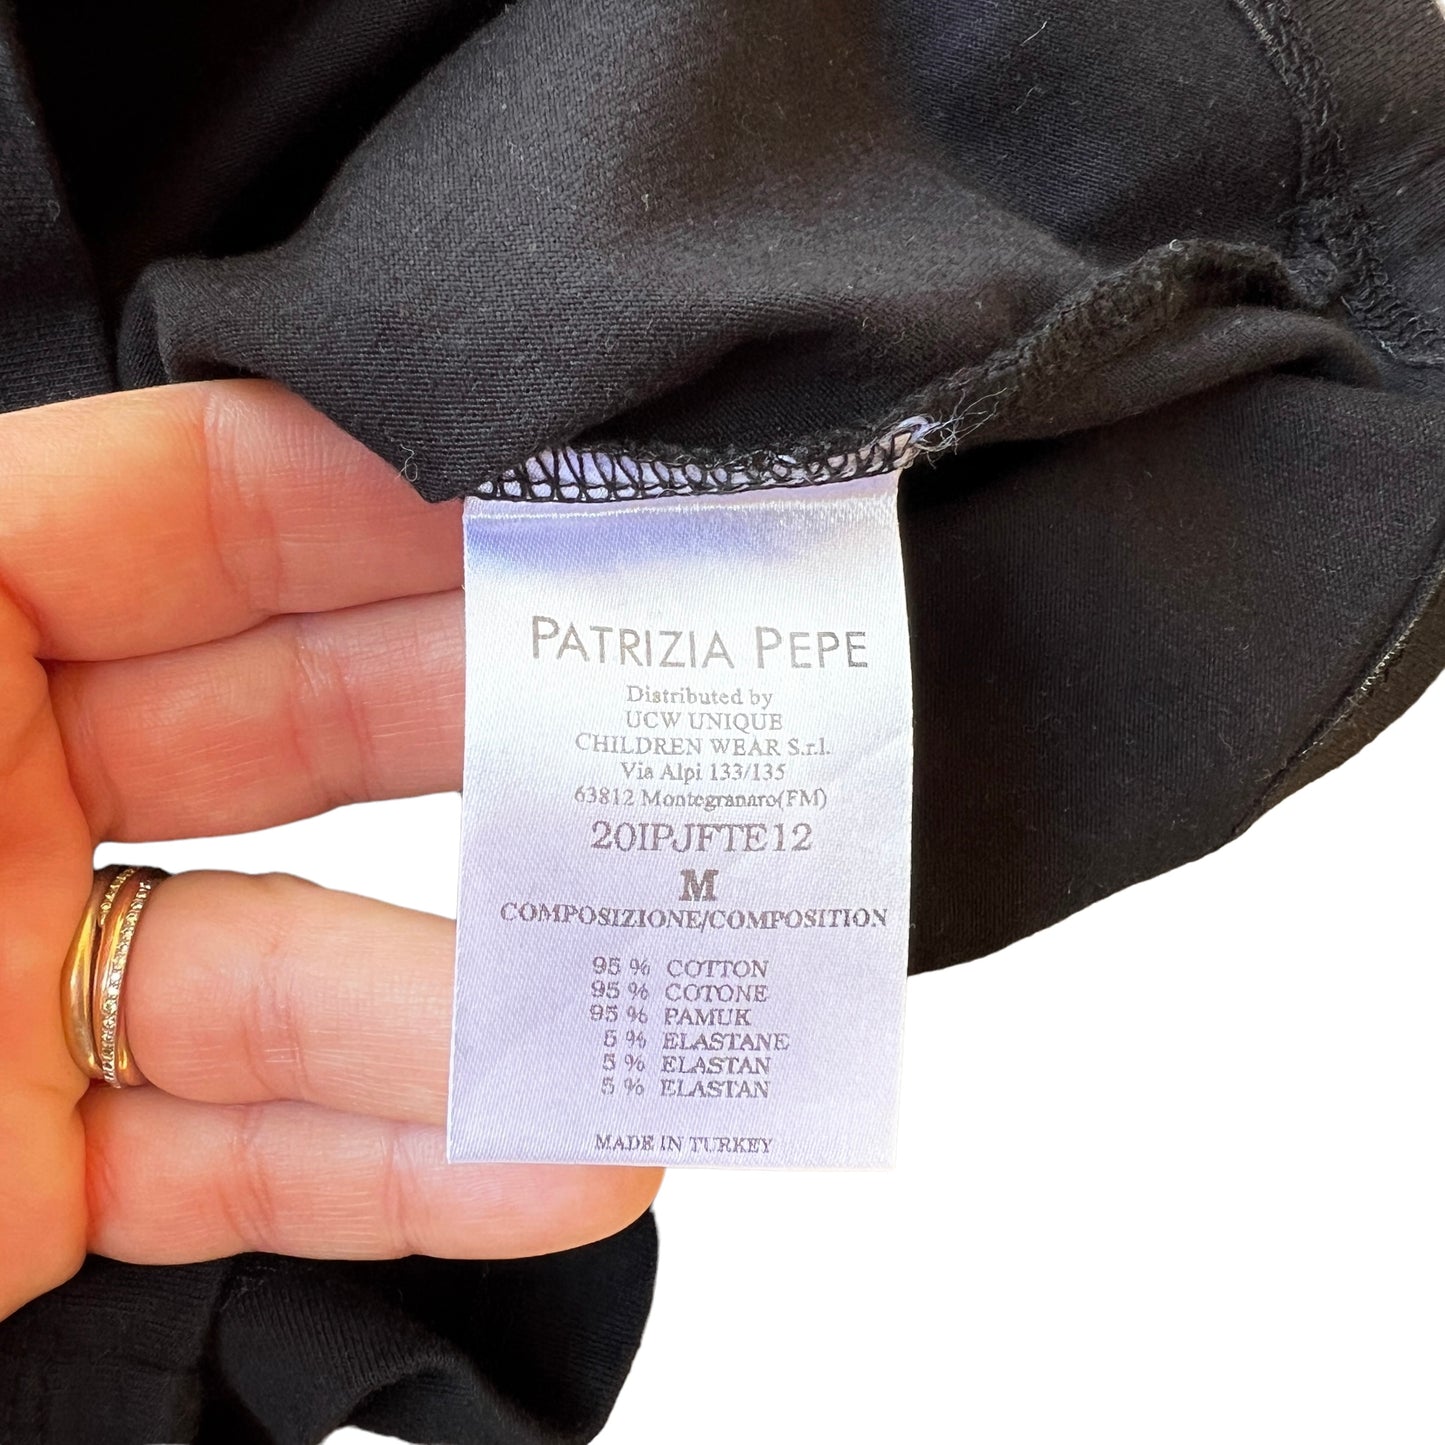 PATRIZIA PEPE
Distributed by
UCW UNIQUE
CHILDREN WEAR S.r.l.
Via Alpi 133/135
63812 Montegranaro(FM)
20IPJFTE12
M
COMPOSIZIONE/COMPOSITION
95 % COTTON
95 % COTONE
95 % PAMUK
5 % ELASTANE
5 % ELASTAN
5 % ELASTAN
MADE IN TURKEY